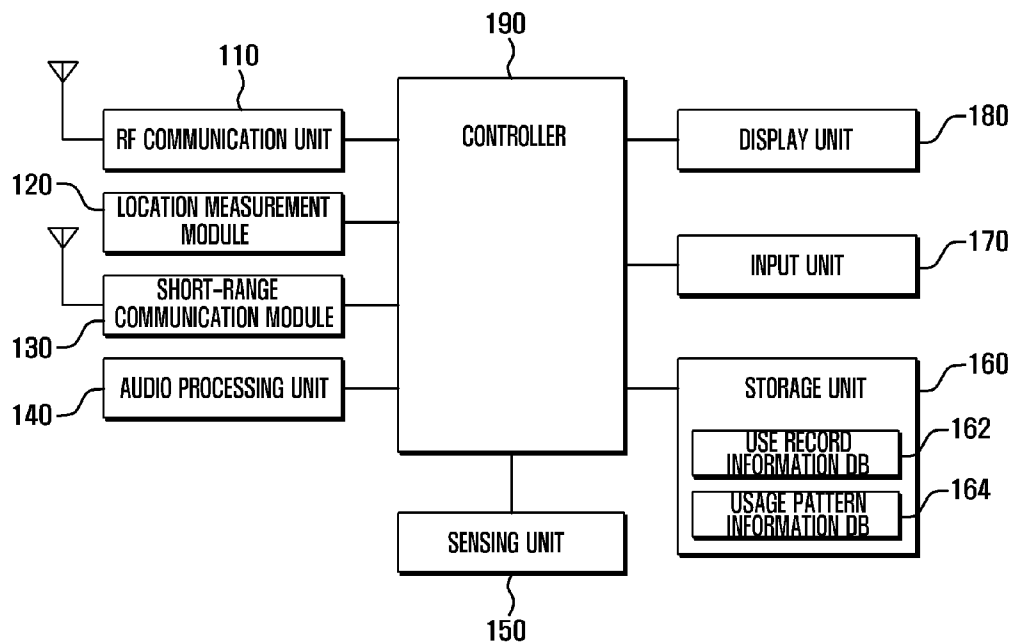 190
110
RF COMMUNICATION UNIT
CONTROLLER
DISPLAY UNIT
180
120
LOCATION MEASUREMENT
MODULE
INPUT UNIT
170
SHORT-RANGE
COMMUNICATION MODULE
130
AUDIO PROCESSING UNIT
140
STORAGE UNIT
160
USE RECORD
INFORMATION DB
162
USAGE PATTERN
INFORMATION DB
164
SENSING UNIT
150